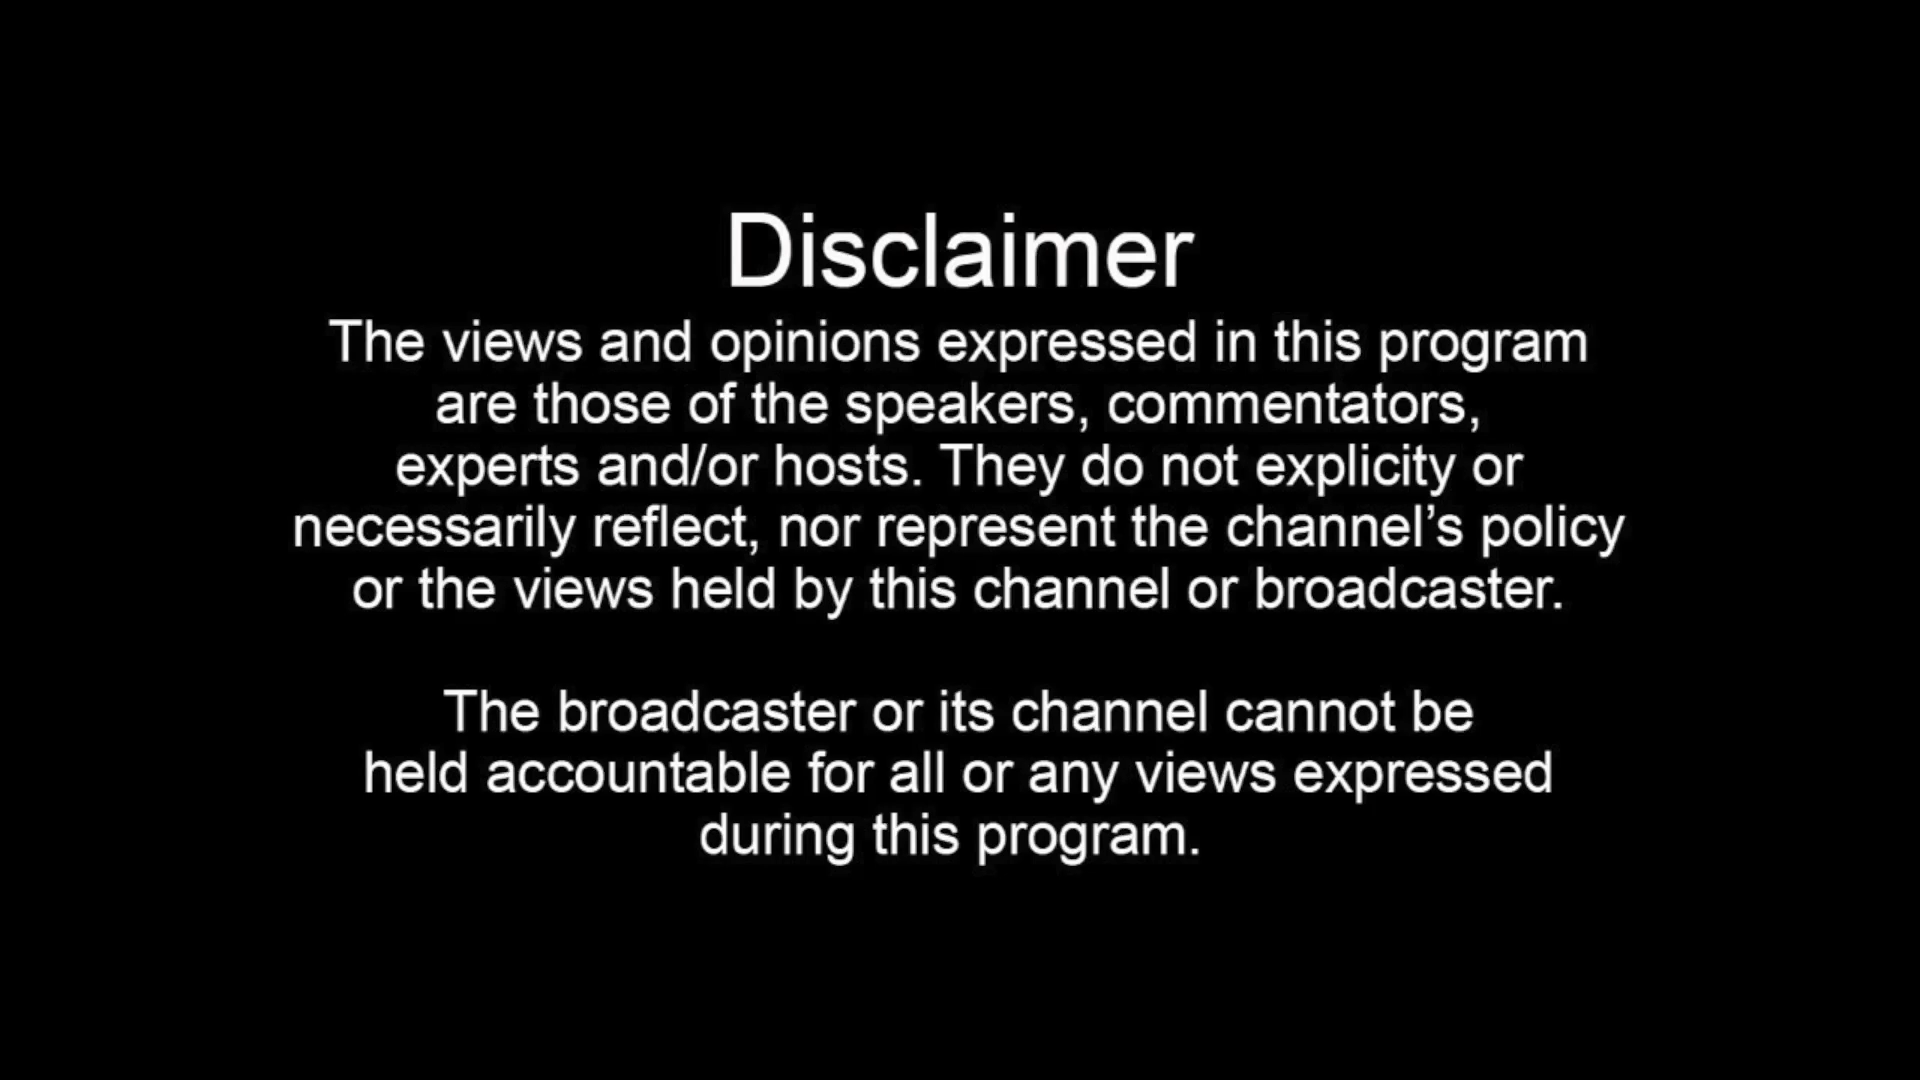 Disclaimer
The views and opinions expressed in this program
are those of the speakers, commentators,
experts and/or hosts. They do not explicity or
necessarily reflect, nor represent the channel’s policy
or the views held by this channel or broadcaster.
The broadcaster or its channel cannot be
held accountable for all or any views expressed
during this program.